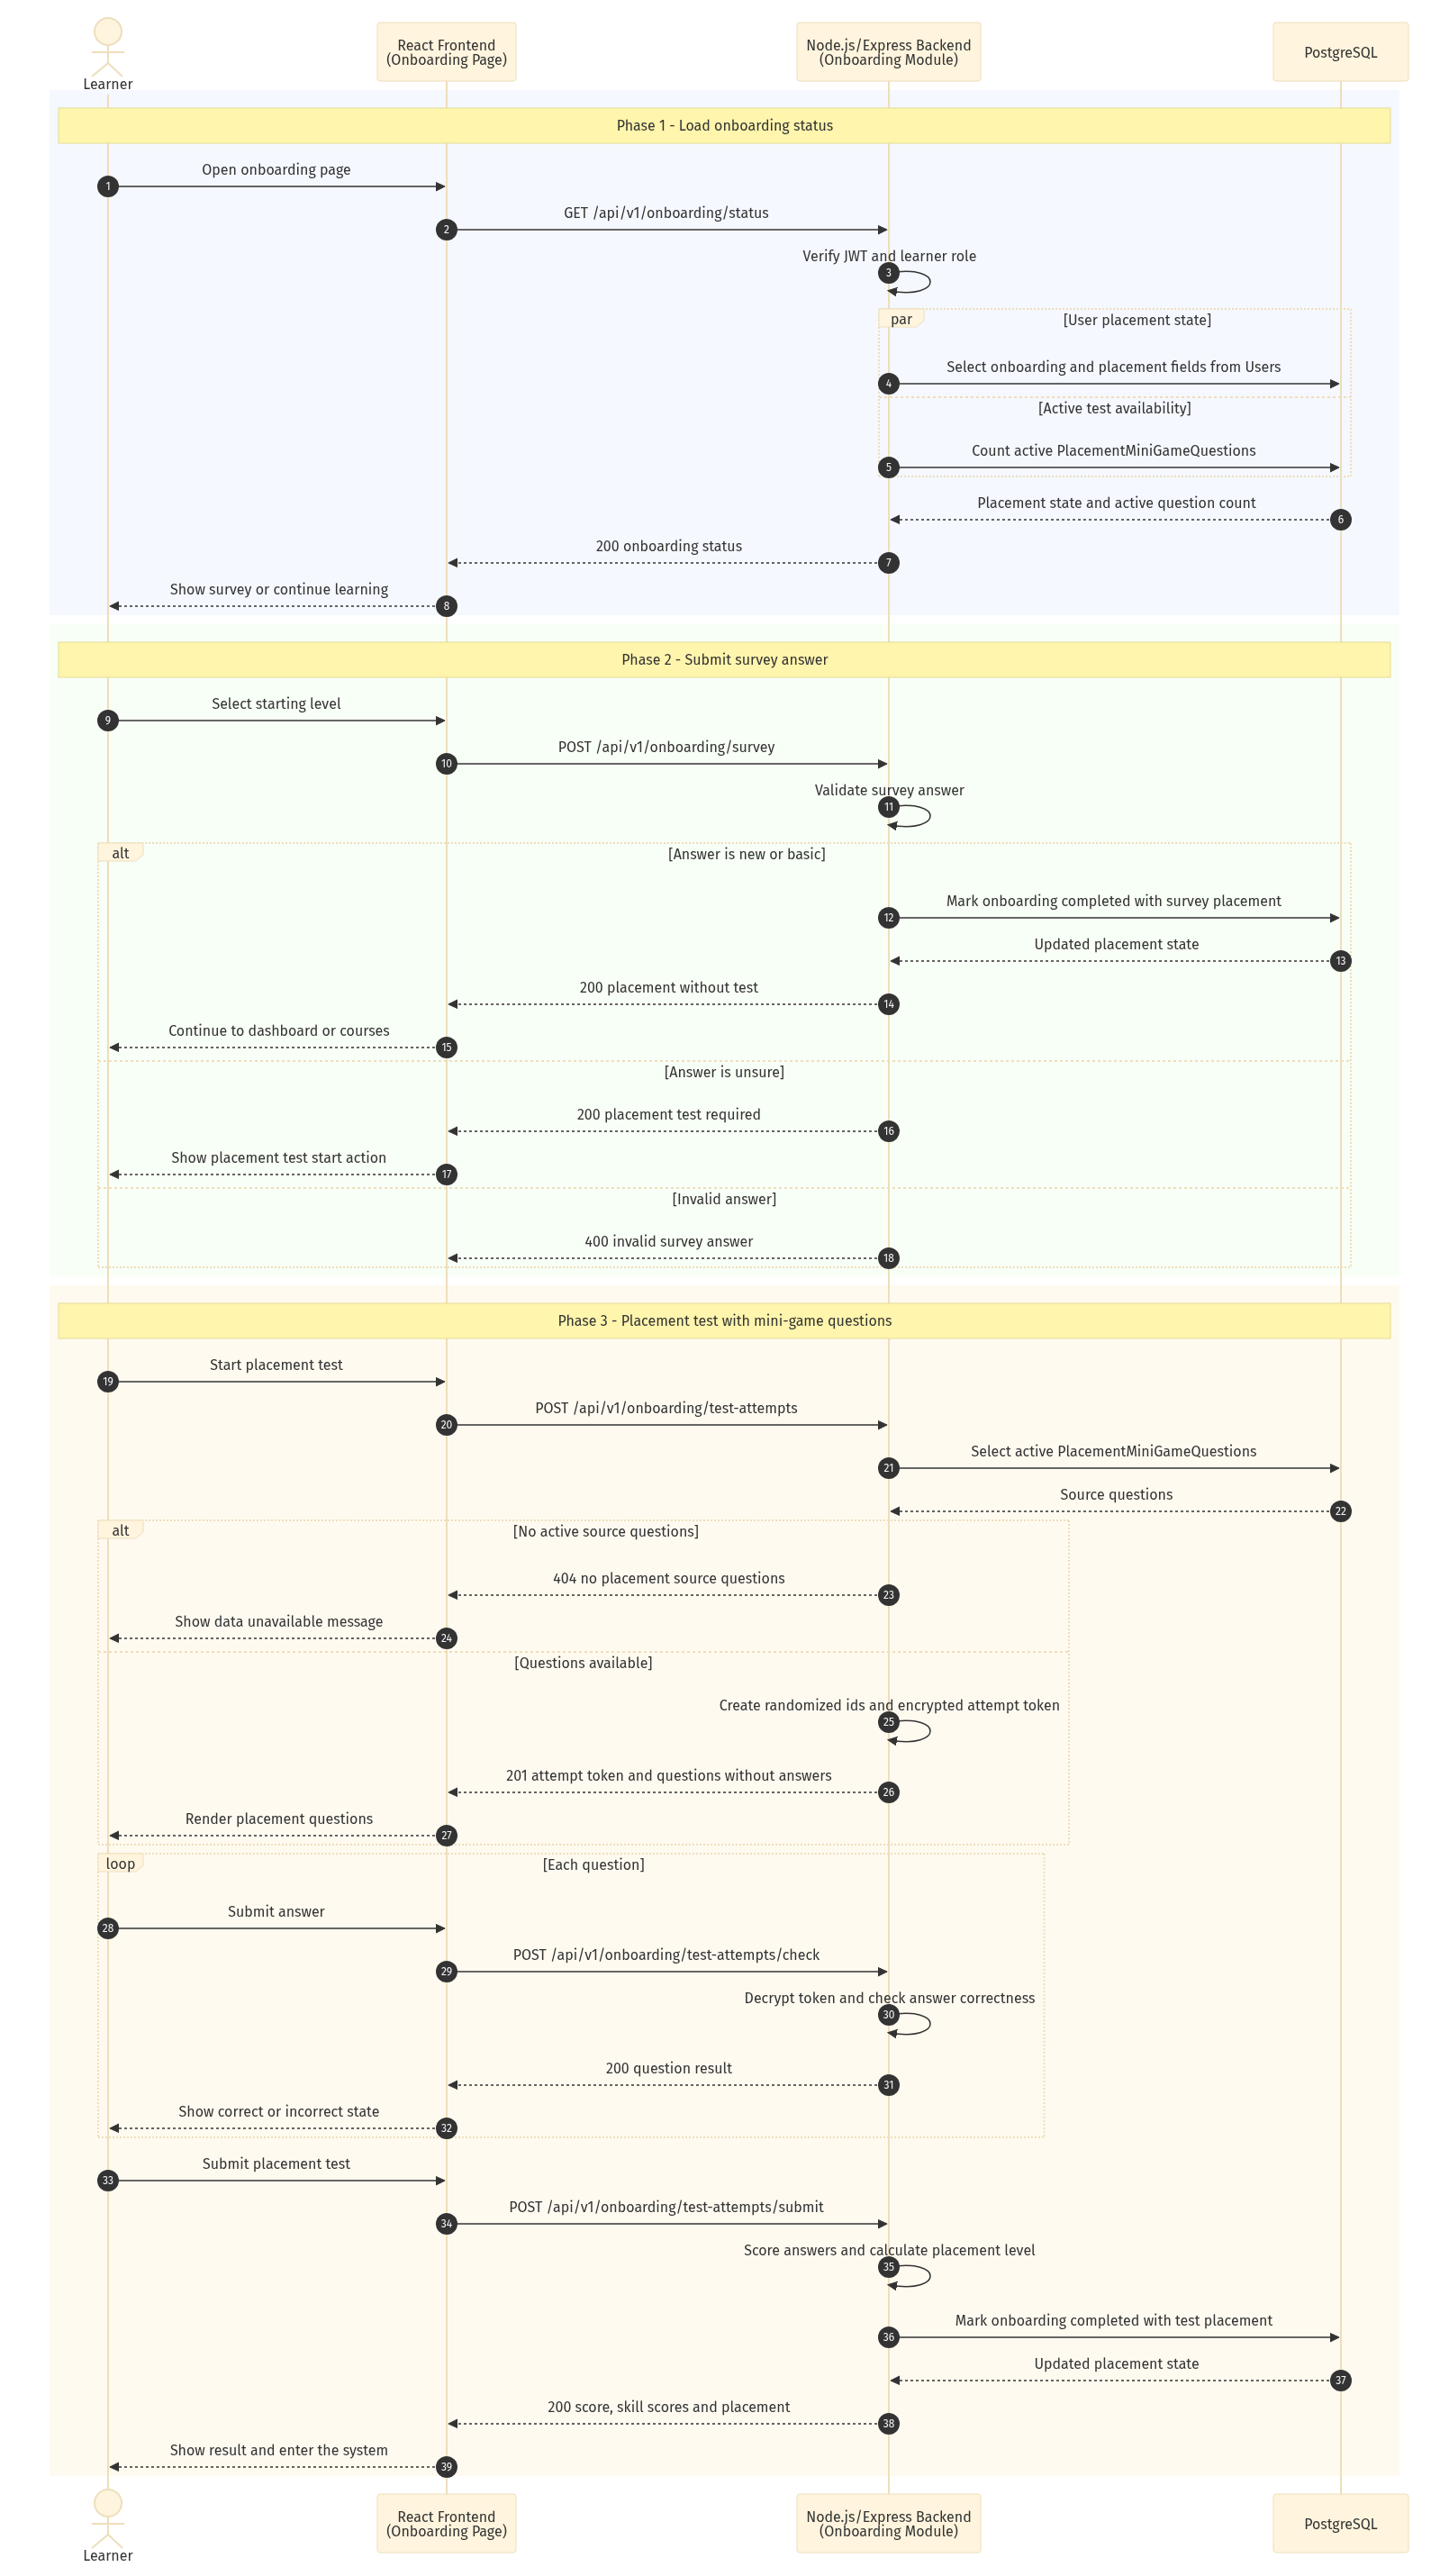 Learner
React Frontend
(Onboarding Page)
Node.js/Express Backend
(Onboarding Module)
PostgreSQL
Phase 1 - Load onboarding status
Open onboarding page
1
GET /api/v1/onboarding/status
2
Verify JWT and learner role
3
par
[User placement state]
Select onboarding and placement fields from Users
4
[Active test availability]
Count active PlacementMiniGameQuestions
5
Placement state and active question count
6
200 onboarding status
7
Show survey or continue learning
8
Phase 2 - Submit survey answer
Select starting level
9
POST /api/v1/onboarding/survey
10
Validate survey answer
11
alt
[Answer is new or basic]
Mark onboarding completed with survey placement
12
Updated placement state
13
200 placement without test
14
Continue to dashboard or courses
15
[Answer is unsure]
200 placement test required
16
Show placement test start action
17
[Invalid answer]
400 invalid survey answer
18
Phase 3 - Placement test with mini-game questions
Start placement test
19
POST /api/v1/onboarding/test-attempts
20
Select active PlacementMiniGameQuestions
21
Source questions
22
alt
[No active source questions]
404 no placement source questions
23
Show data unavailable message
24
[Questions available]
Create randomized ids and encrypted attempt token
25
201 attempt token and questions without answers
26
Render placement questions
27
loop
[Each question]
Submit answer
28
POST /api/v1/onboarding/test-attempts/check
29
Decrypt token and check answer correctness
30
200 question result
31
Show correct or incorrect state
32
Submit placement test
33
POST /api/v1/onboarding/test-attempts/submit
34
Score answers and calculate placement level
35
Mark onboarding completed with test placement
36
Updated placement state
37
200 score, skill scores and placement
38
Show result and enter the system
39
Learner
React Frontend
(Onboarding Page)
Node.js/Express Backend
(Onboarding Module)
PostgreSQL